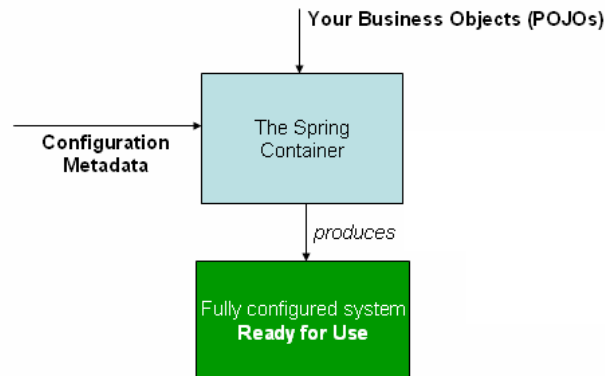 Your Business Objects (POJOs)
The Spring
Container
Configuration
Metadata
produces
Fully configured system
Ready for Use